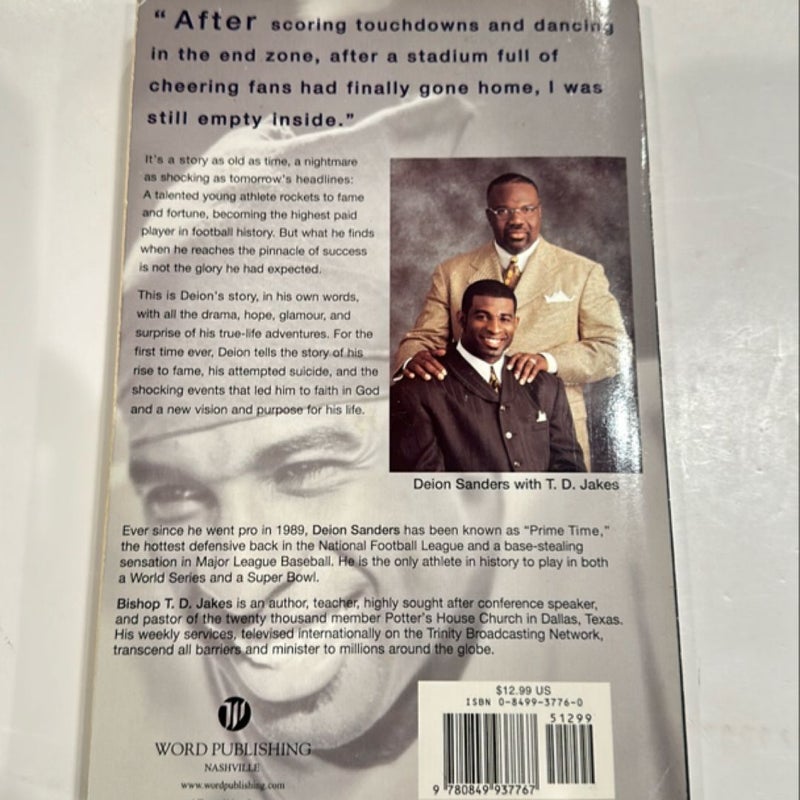 “After scoring touchdowns and dancing
in the end zone, after a stadium full of
cheering fans had finally gone home, I was
still empty inside.”
It's a story as old as time, a nightmare
as shocking as tomorrow's headlines:
A talented young athlete rockets to fame
and fortune, becoming the highest paid
player in football history. But what he finds
when he reaches the pinnacle of success
is not the glory he had expected.
This is Deion's story, in his own words,
with all the drama, hope, glamour, and
surprise of his true-life adventures. For the
first time ever, Deion tells the story of his
rise to fame, his attempted suicide, and the
shocking events that led him to faith in God
and a new vision and purpose for his life.
Deion Sanders with T. D. Jakes
Ever since he went pro in 1989, Deion Sanders has been known as “Prime Time,”
the hottest defensive back in the National Football League and a base-stealing
sensation in Major League Baseball. He is the only athlete in history to play in both
a World Series and a Super Bowl.
Bishop T. D. Jakes is an author, teacher, highly sought after conference speaker,
and pastor of the twenty thousand member Potter's House Church in Dallas, Texas.
His weekly services, televised internationally on the Trinity Broadcasting Network,
transcend all barriers and minister to millions around the globe.
W
WORD PUBLISHING
NASHVILLE
www.wordpublishing.com
$12.99 US
ISBN 0-8499-3776-0
51299
9 780849 937767